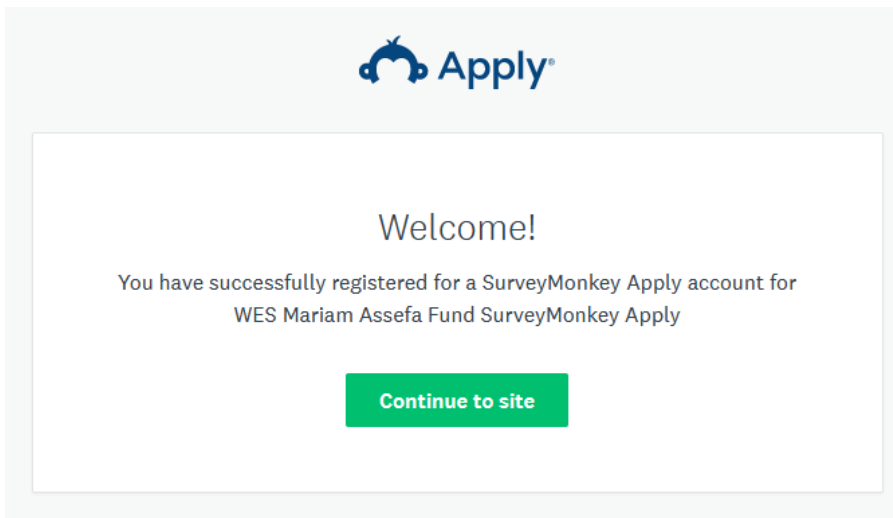 Apply®
Welcome!
You have successfully registered for a SurveyMonkey Apply account for
WES Mariam Assefa Fund SurveyMonkey Apply
Continue to site